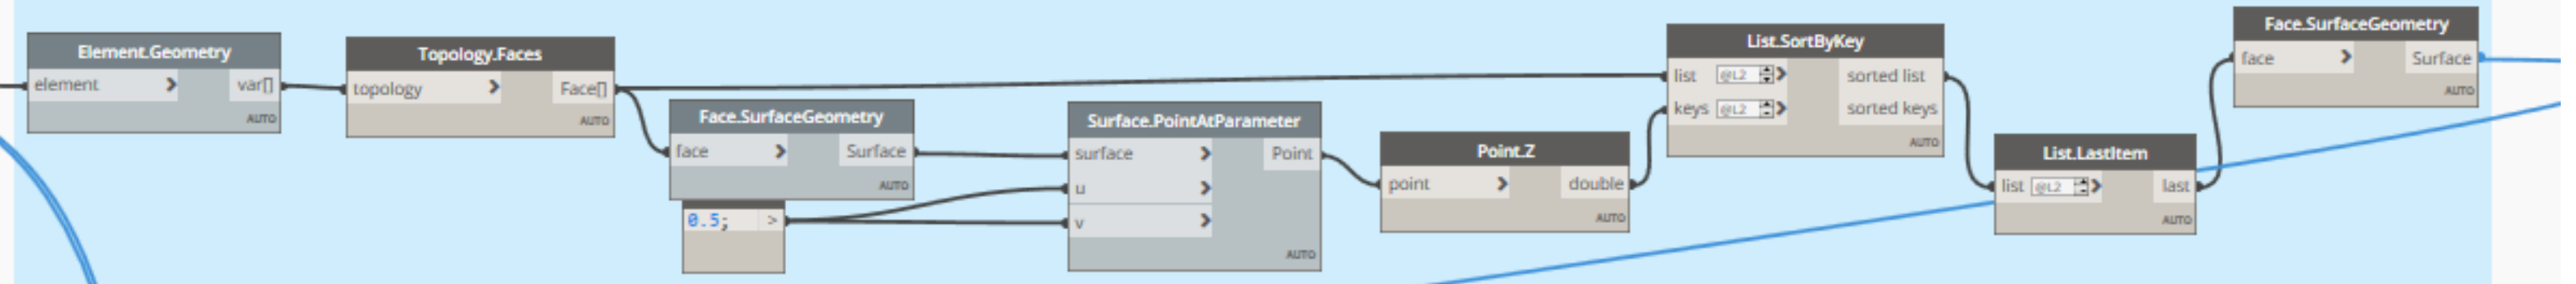 Element.Geometry
element > var[]
AUTO
Topology.Faces
topology > Face[]
AUTO
Face.SurfaceGeometry
face > Surface
AUTO
0.5; >
Surface.PointAtParameter
surface > Point
u >
v >
AUTO
Point.Z
point > double
AUTO
List.SortByKey
list @L2 > sorted list
keys @L2 > sorted keys
AUTO
List.LastItem
list @L2 > last
AUTO
Face.SurfaceGeometry
face > Surface
AUTO